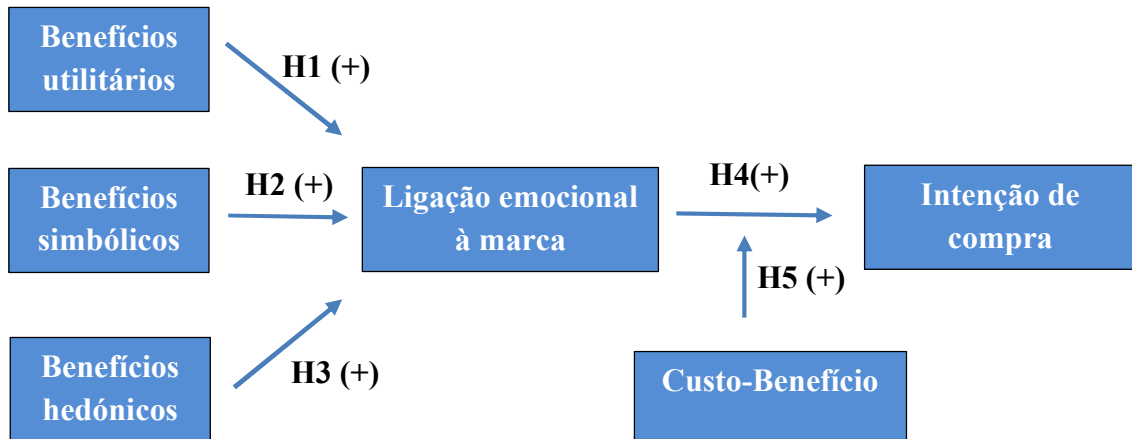 Benefícios
utilitários
H1 (+)
Benefícios
simbólicos
H2 (+)
Ligação emocional
à marca
H4(+)
Intenção de
compra
H5 (+)
Benefícios
hedónicos
H3 (+)
Custo-Benefício